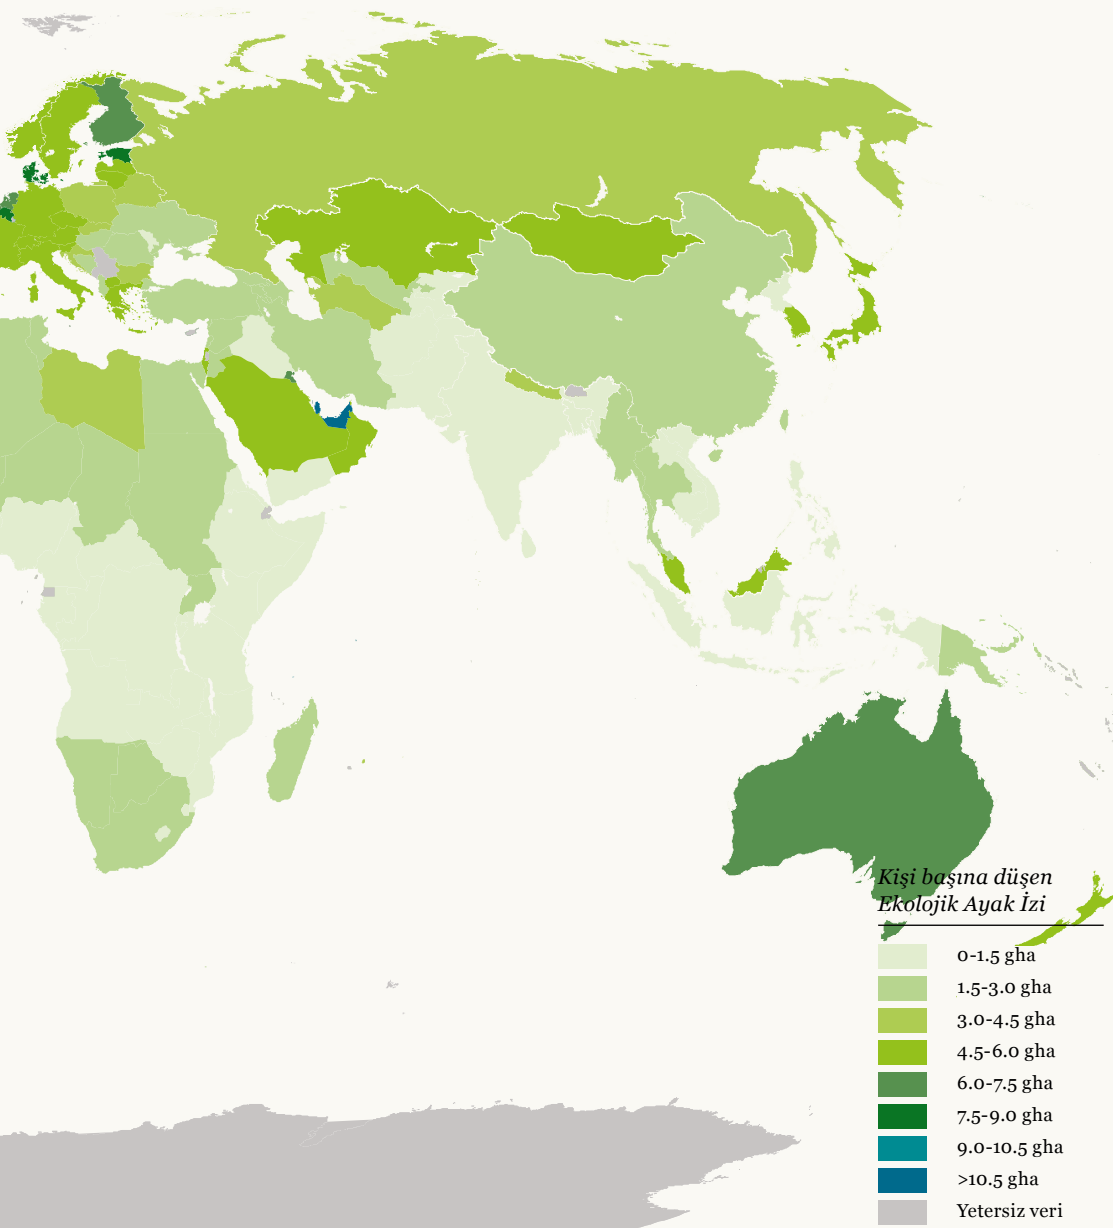 Kişi başına düşen
Ekolojik Ayak İzi
0-1.5 gha
1.5-3.0 gha
3.0-4.5 gha
4.5-6.0 gha
6.0-7.5 gha
7.5-9.0 gha
9.0-10.5 gha
>10.5 gha
Yetersiz veri